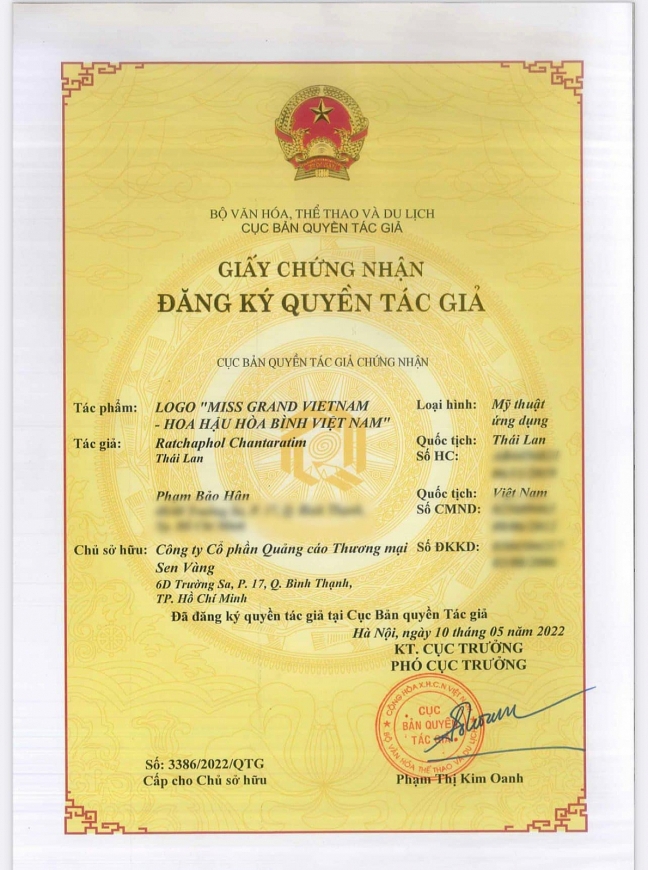 BỘ VĂN HÓA, THỂ THAO VÀ DU LỊCH
CỤC BẢN QUYỀN TÁC GIẢ
GIẤY CHỨNG NHẬN
ĐĂNG KÝ QUYỀN TÁC GIẢ
CỤC BẢN QUYỀN TÁC GIẢ CHỨNG NHẬN
Tác phẩm: LOGO "MISS GRAND VIETNAM Loại hình: Mỹ thuật
- HOA HẬU HÒA BÌNH VIỆT NAM" ứng dụng
Tác giả: Ratchaphol Chantaratim Quốc tịch: Thái Lan
Thái Lan Số HC:
Phạm Bảo Hân Quốc tịch: Việt Nam
Số CMND:
Chủ sở hữu: Công ty Cổ phần Quảng cáo Thương mại Số ĐKKD:
Sen Vàng
6D Trường Sa, P. 17, Q. Bình Thạnh,
TP. Hồ Chí Minh
Đã đăng ký quyền tác giả tại Cục Bản quyền Tác giả
Hà Nội, ngày 10 tháng 05 năm 2022
KT. CỤC TRƯỞNG
PHÓ CỤC TRƯỞNG
CỤC
BẢN QUYỀN
TÁC GIẢ
Số: 3386/2022/QTG
Cấp cho Chủ sở hữu Phạm Thị Kim Oanh